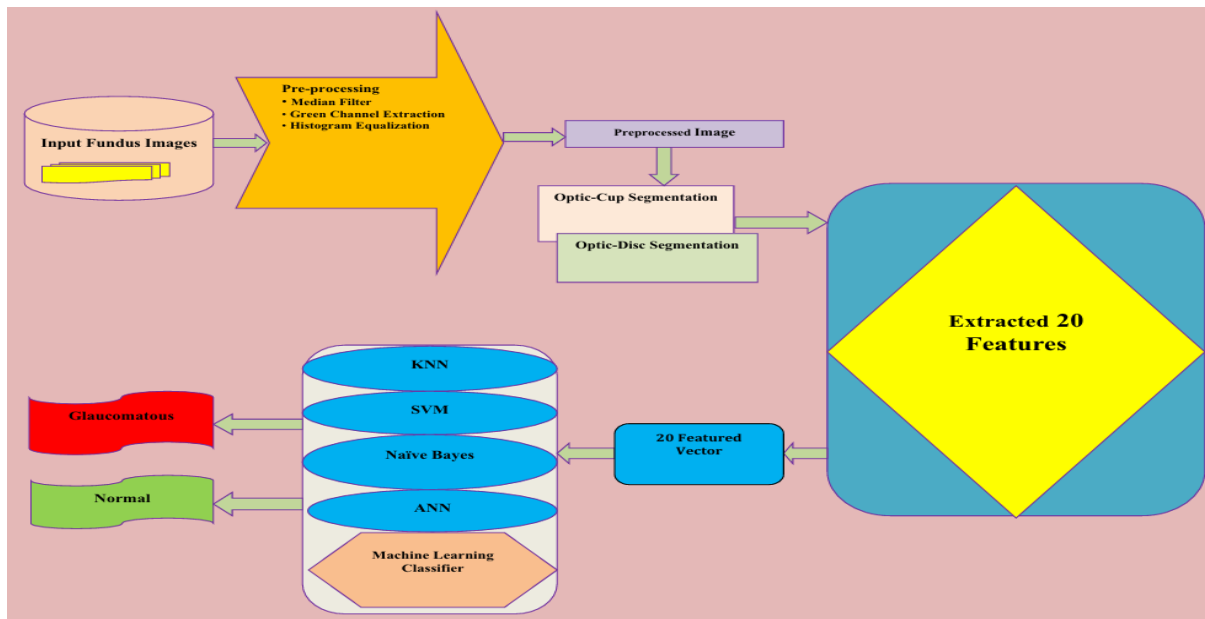 Input Fundus Images
Pre-processing
• Median Filter
• Green Channel Extraction
• Histogram Equalization
Preprocessed Image
Optic-Cup Segmentation
Optic-Disc Segmentation
Extracted 20
Features
20 Featured
Vector
KNN
SVM
Naïve Bayes
ANN
Machine Learning
Classifier
Glaucomatous
Normal